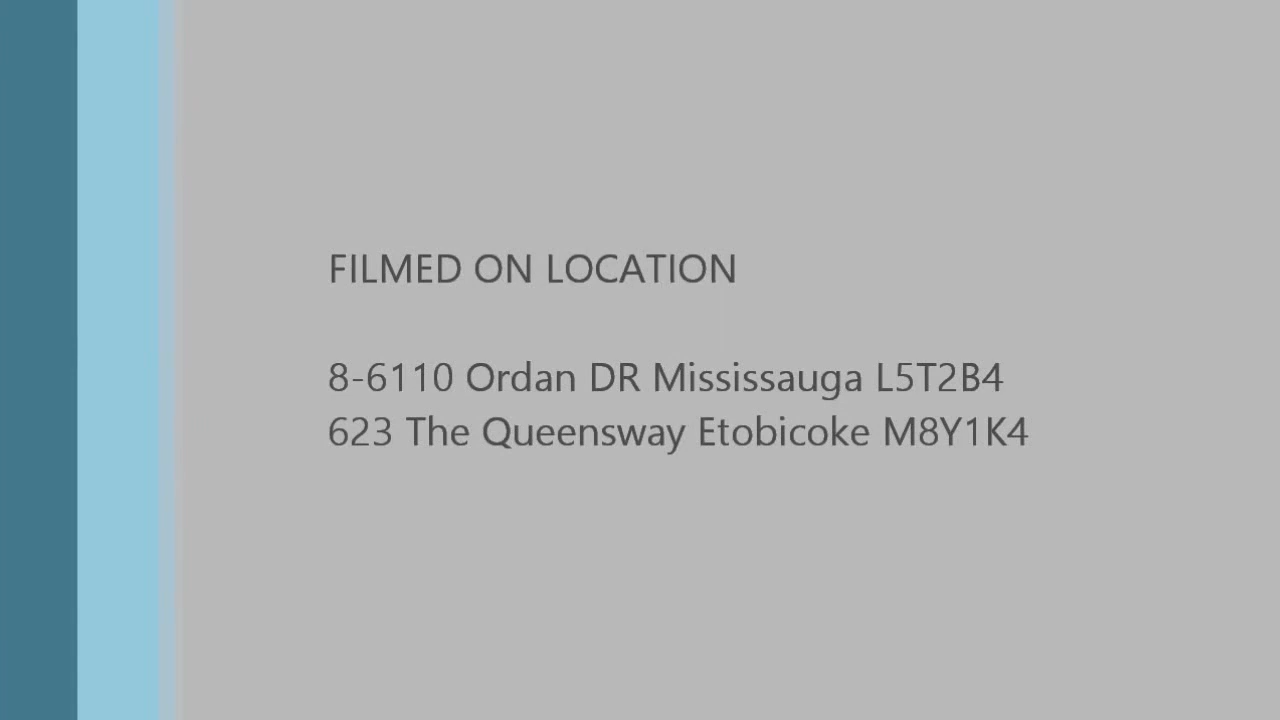 FILMED ON LOCATION
8-6110 Ordan DR Mississauga L5T2B4
623 The Queensway Etobicoke M8Y1K4